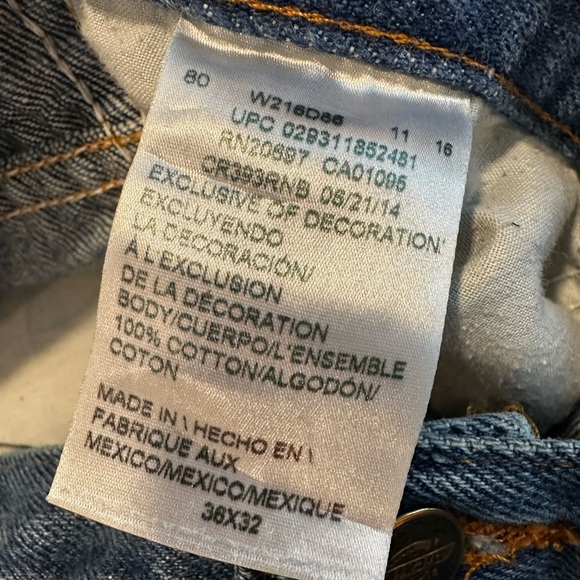 80 W216D66 11 16
UPC 029311852481
RN20697 CA01095
CR393RNB 05/21/14
EXCLUSIVE OF DECORATION
EXCLUYENDO
LA DECORACIÓN/
À L'EXCLUSION
DE LA DÉCORATION
BODY/CUERPO/L'ENSEMBLE
100% COTTON/ALGODÓN/
COTON
MADE IN \ HECHO EN \
FABRIQUE AUX
MEXICO/MEXICO/MEXIQUE
36X32